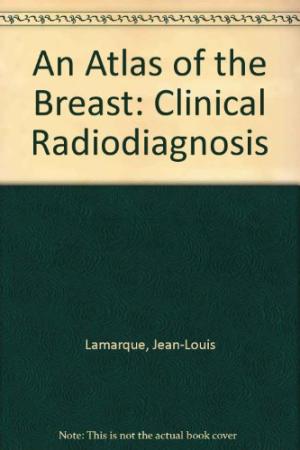 An Atlas of the
Breast: Clinical
Radiodiagnosis
Lamarque, Jean-Louis
Note: This is not the actual book cover